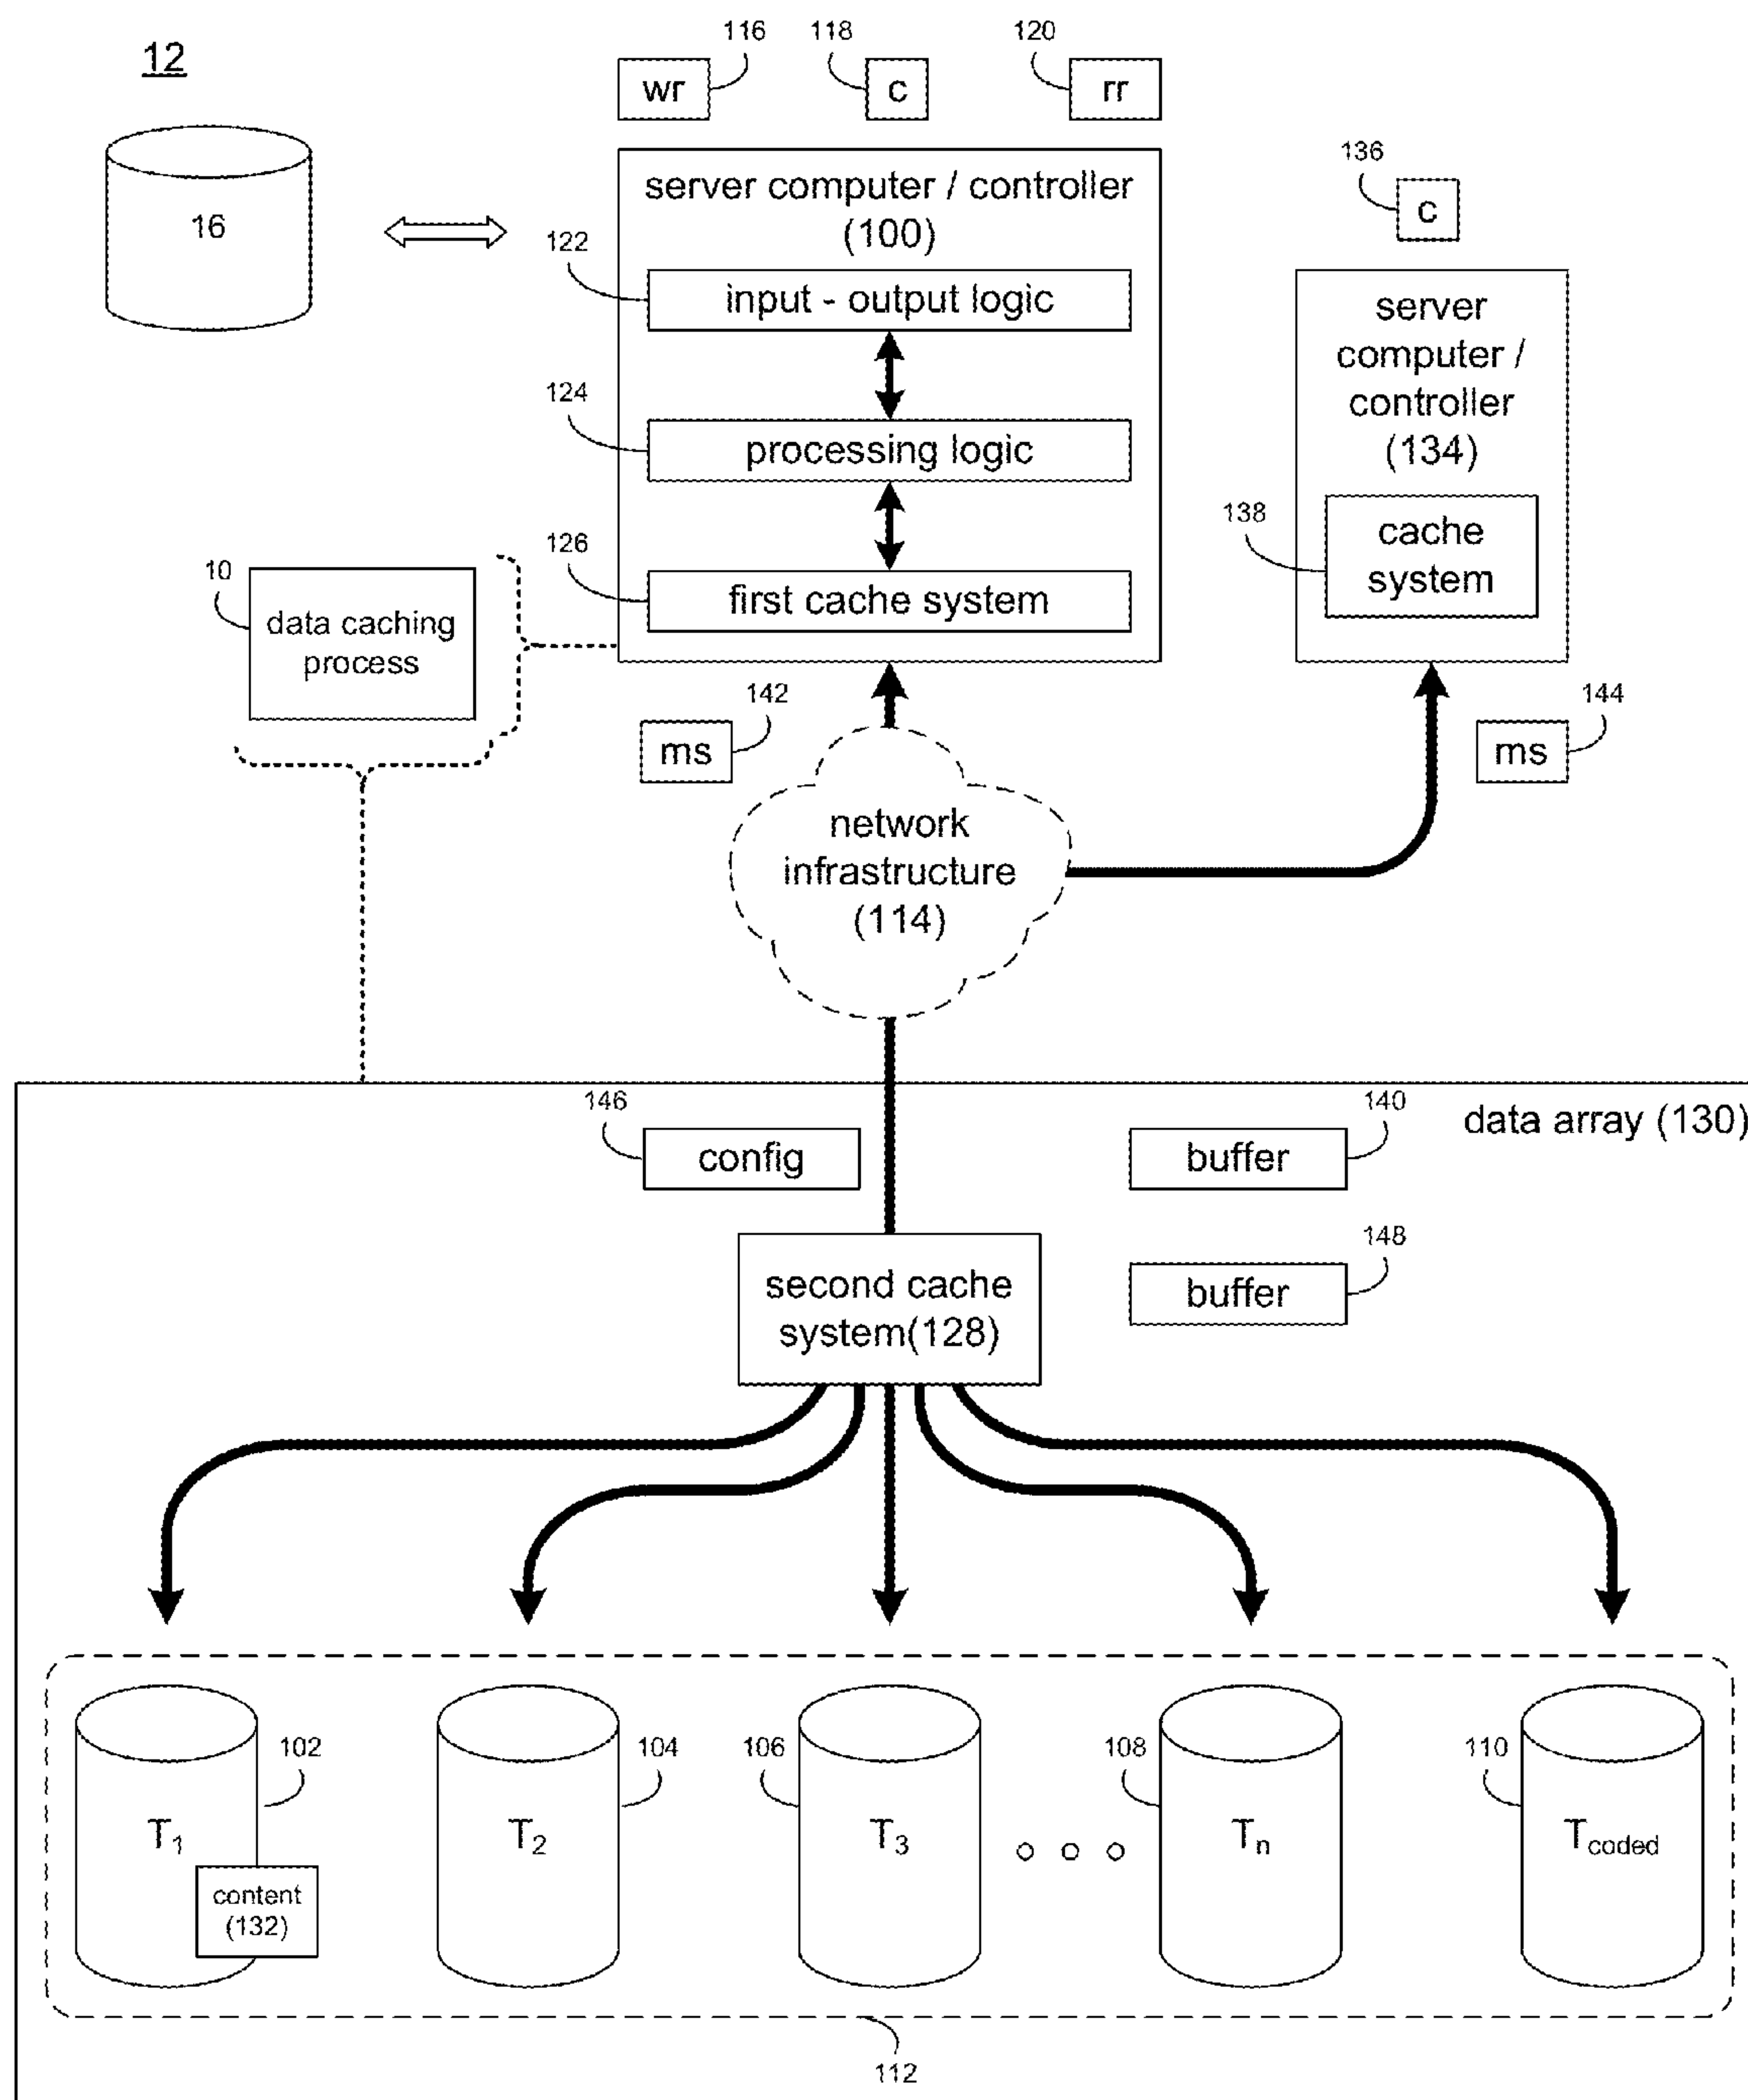 12
116
118
120
wr
c
rr
136
c
16
server computer / controller
(100)
122
input - output logic
124
processing logic
126
first cache system
server
computer /
controller
(134)
138
cache
system
10
data caching
process
142
ms
144
ms
network
infrastructure
(114)
data array (130)
146
config
140
buffer
148
buffer
second cache
system(128)
102
104
106
108
110
T1
T2
T3
Tn
Tcoded
content
(132)
112